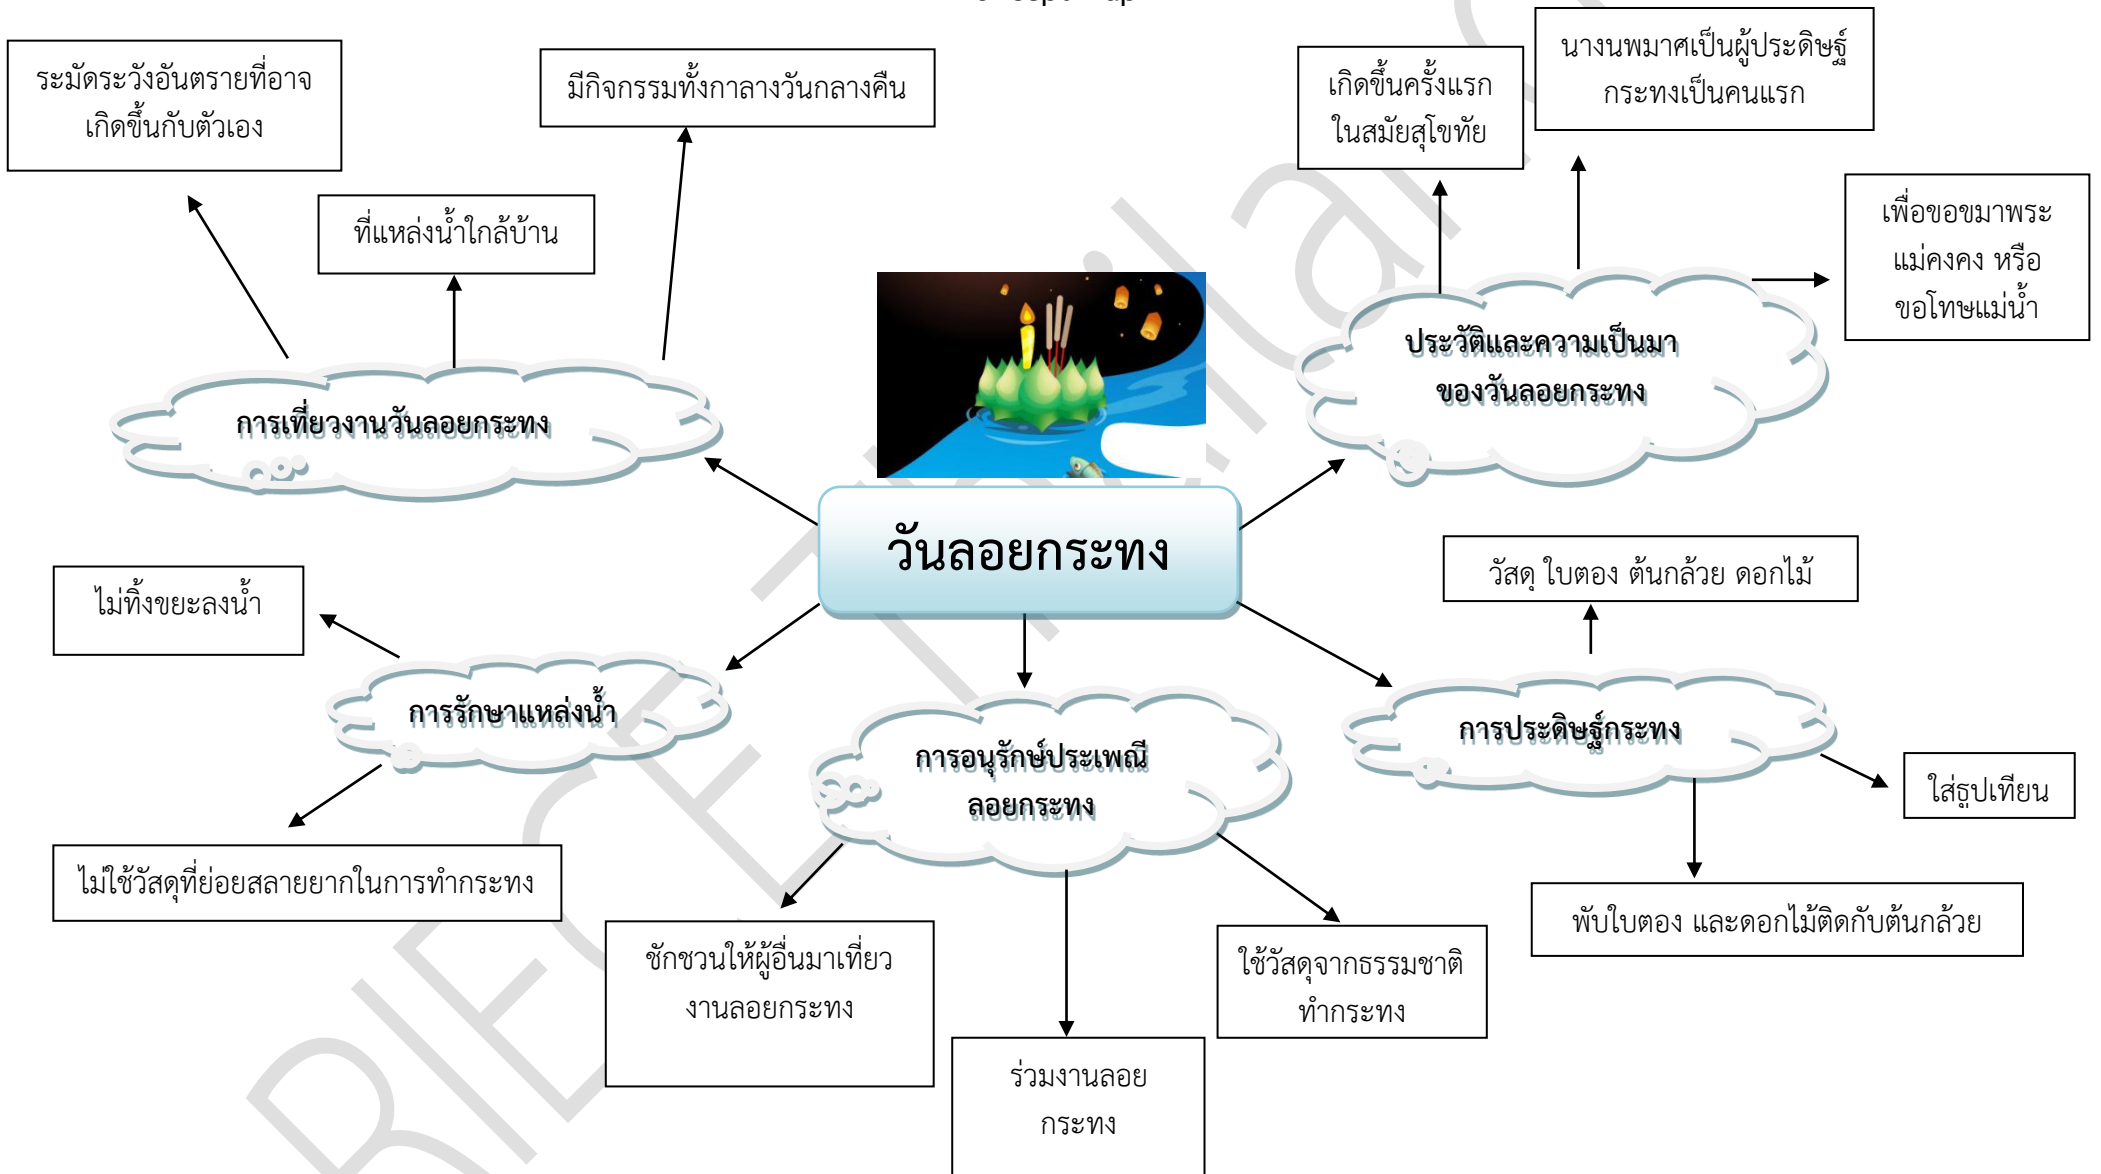 ระมัดระวังอันตรายที่อาจ
เกิดขึ้นกับตัวเอง
มีกิจกรรมทั้งกาลางวันกลางคืน
ที่แหล่งน้ำใกล้บ้าน
การเที่ยวงานวันลอยกระทง
เกิดขึ้นครั้งแรก
ในสมัยสุโขทัย
นางนพมาศเป็นผู้ประดิษฐ์
กระทงเป็นคนแรก
เพื่อขอขมาพระ
แม่คงคง หรือ
ขอโทษแม่น้ำ
ประวัติและความเป็นมา
ของวันลอยกระทง
วันลอยกระทง
ไม่ทิ้งขยะลงน้ำ
การรักษาแหล่งน้ำ
ไม่ใช้วัสดุที่ย่อยสลายยากในการทำกระทง
การอนุรักษ์ประเพณี
ลอยกระทง
ชักชวนให้ผู้อื่นมาเที่ยว
งานลอยกระทง
ร่วมงานลอย
กระทง
ใช้วัสดุจากธรรมชาติ
ทำกระทง
วัสดุ ใบตอง ต้นกล้วย ดอกไม้
การประดิษฐ์กระทง
ใส่ธูปเทียน
พับใบตอง และดอกไม้ติดกับต้นกล้วย